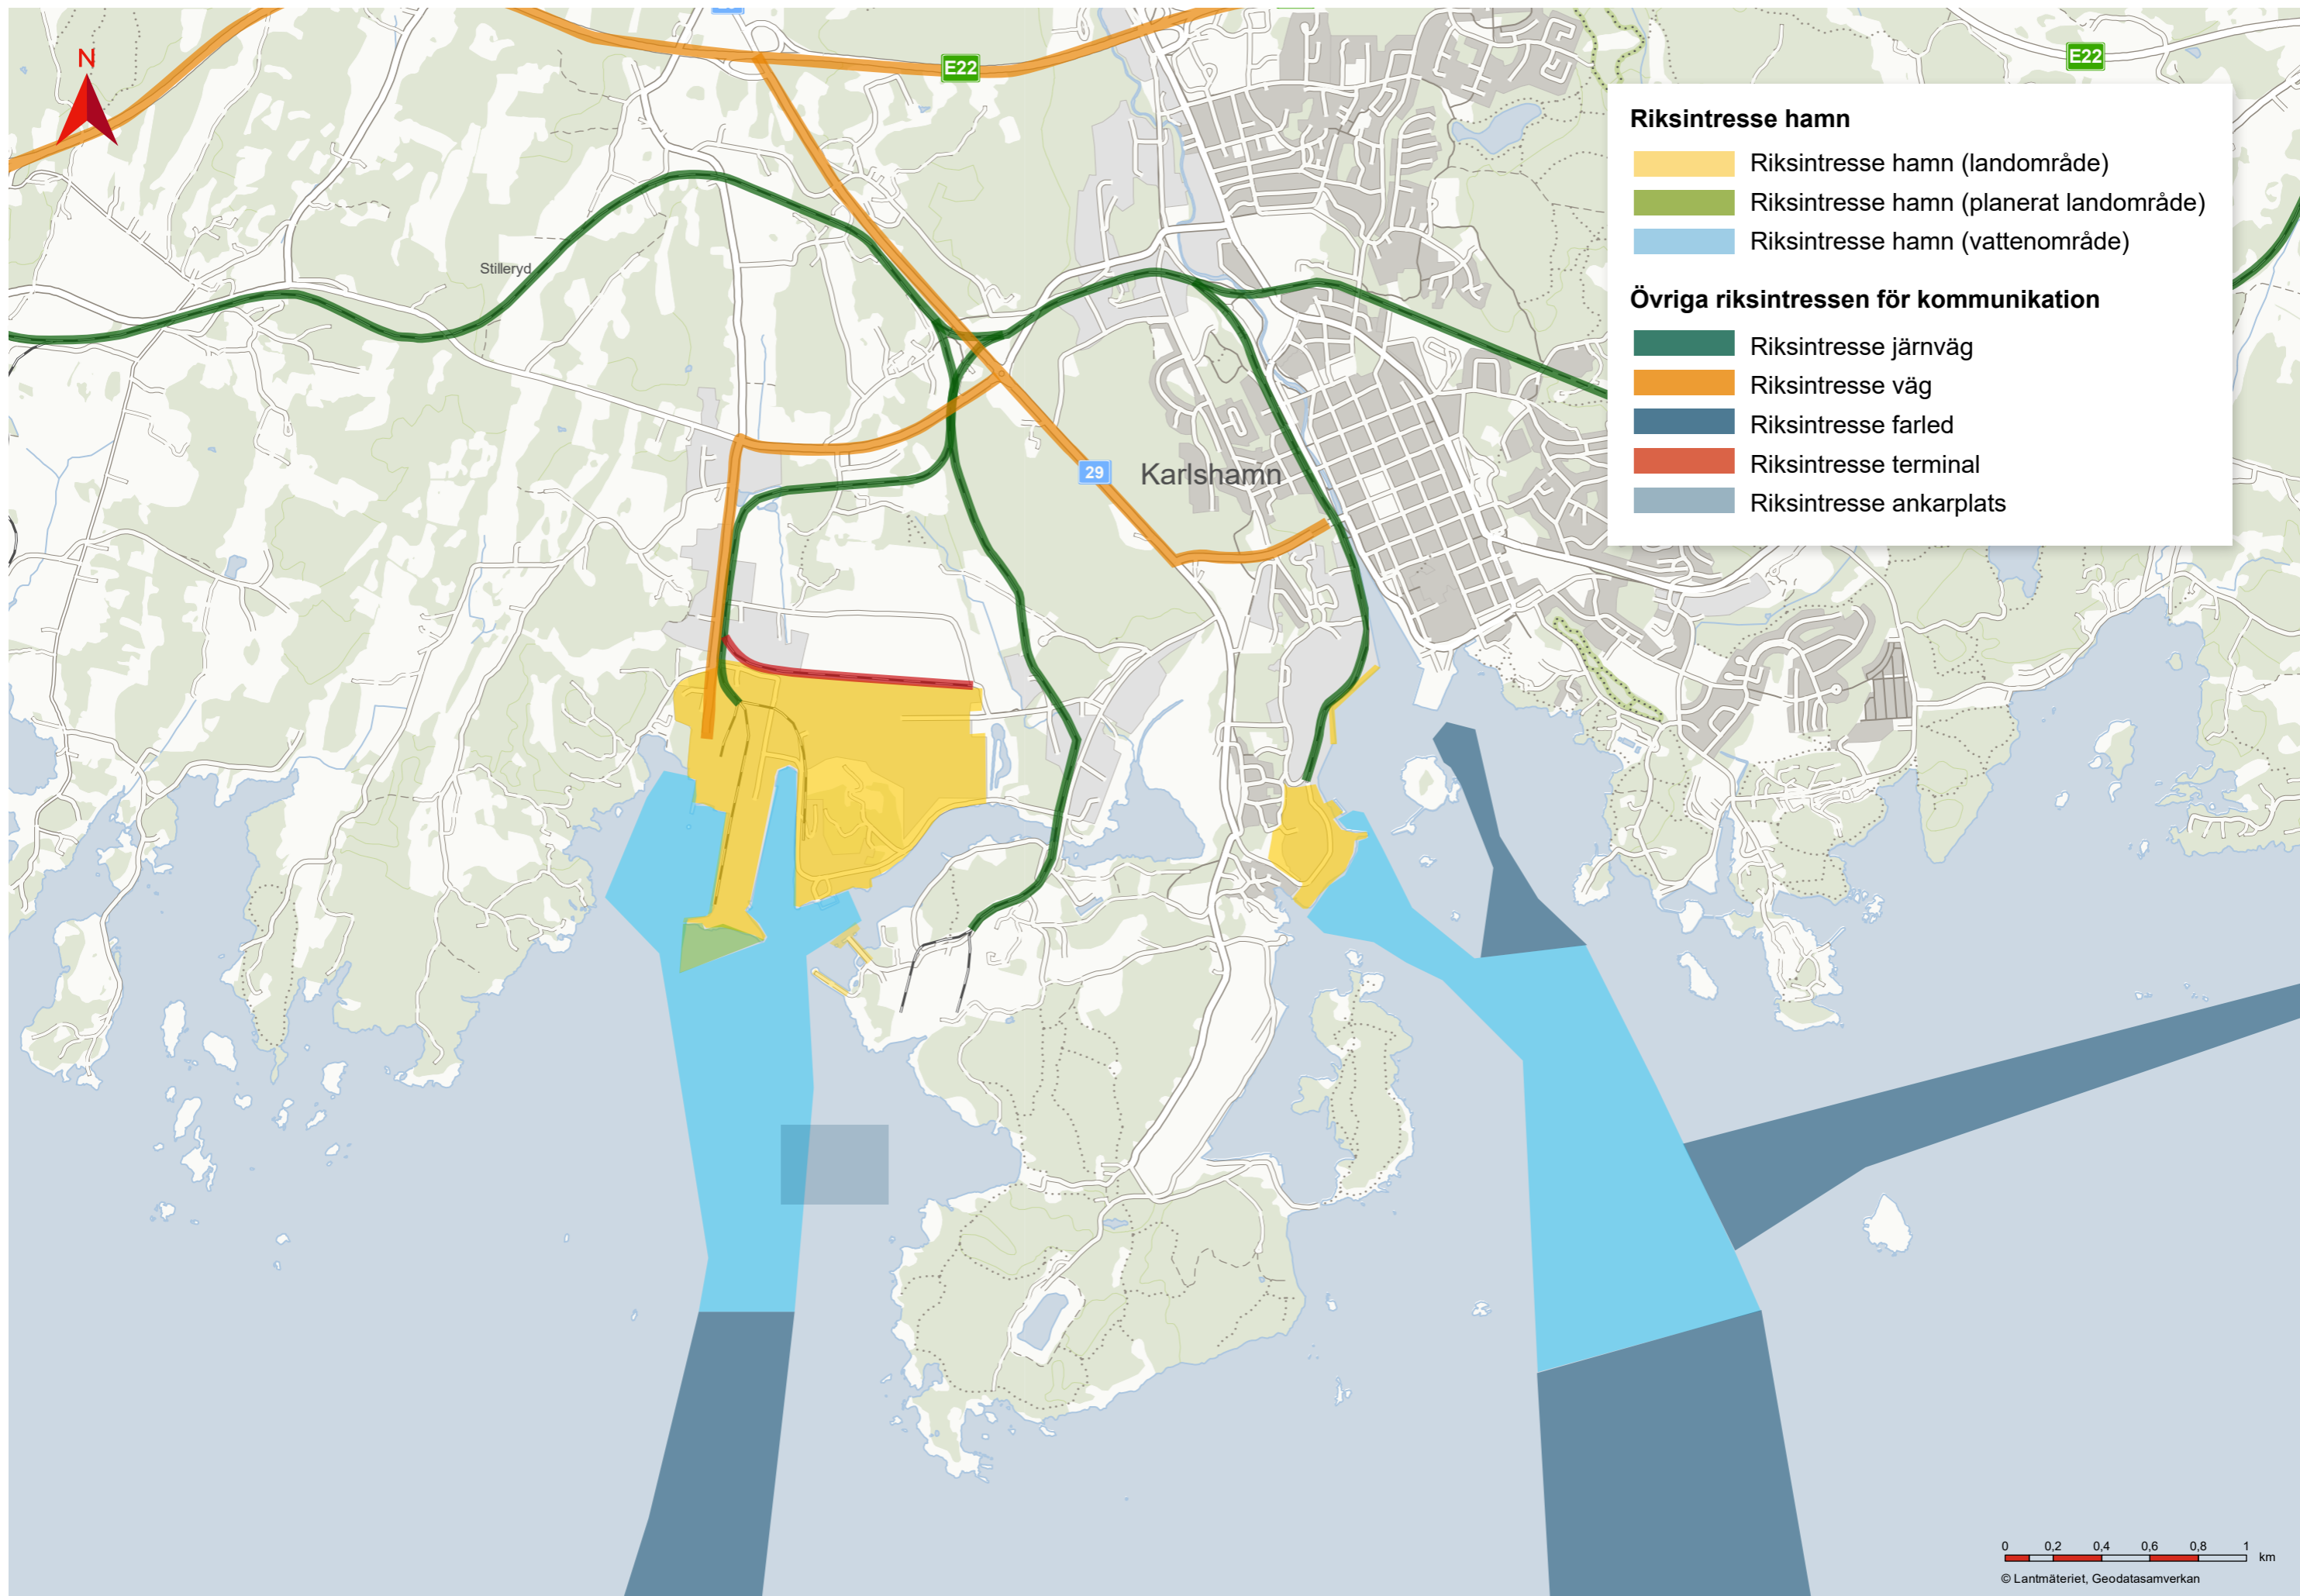 N
E22
E22
Riksintresse hamn
Riksintresse hamn (landområde)
Riksintresse hamn (planerat landområde)
Riksintresse hamn (vattenområde)
Övriga riksintressen för kommunikation
Riksintresse järnväg
Riksintresse väg
Riksintresse farled
Riksintresse terminal
Riksintresse ankarplats
Stilleryd
29
Karlshamn
0 0,2 0,4 0,6 0,8 1
km
© Lantmäteriet, Geodatasamverkan